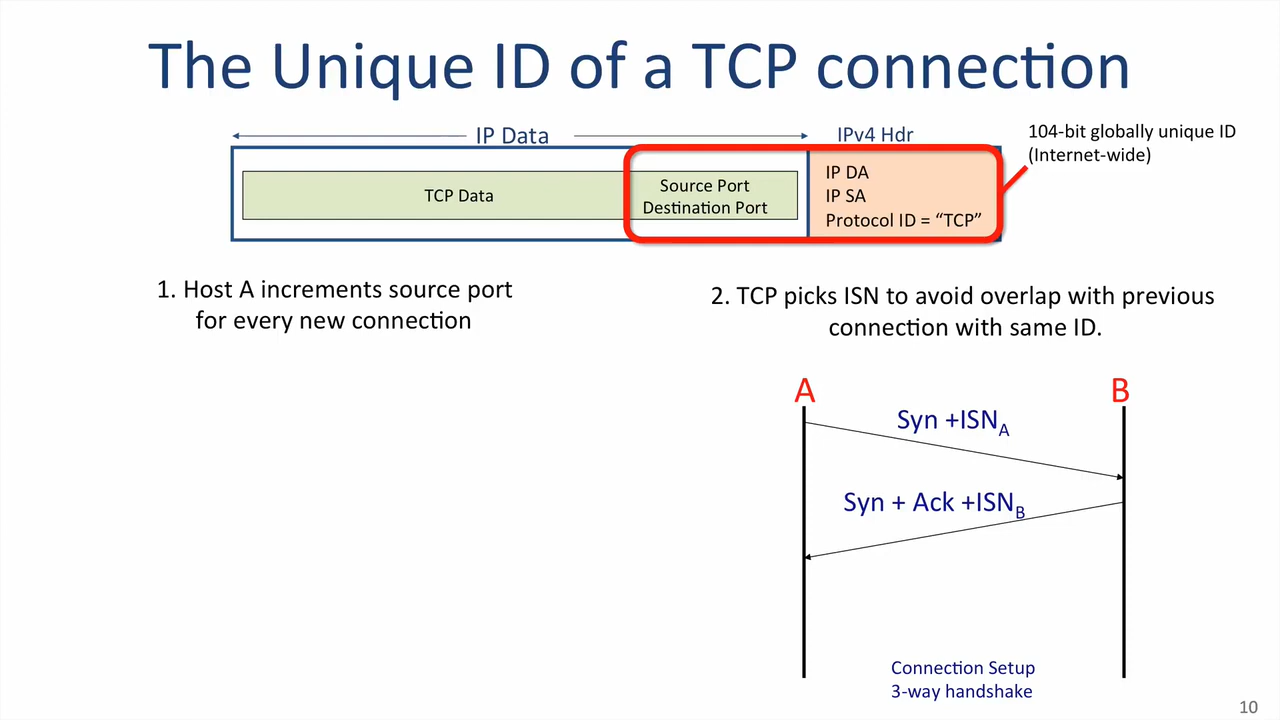 The Unique ID of a TCP connection
IP Data
IPv4 Hdr
104-bit globally unique ID
(Internet-wide)
TCP Data
Source Port
Destination Port
IP DA
IP SA
Protocol ID = “TCP”
1. Host A increments source port
for every new connection
2. TCP picks ISN to avoid overlap with previous
connection with same ID.
A
B
Syn +ISNA
Syn + Ack +ISNB
Connection Setup
3-way handshake
10